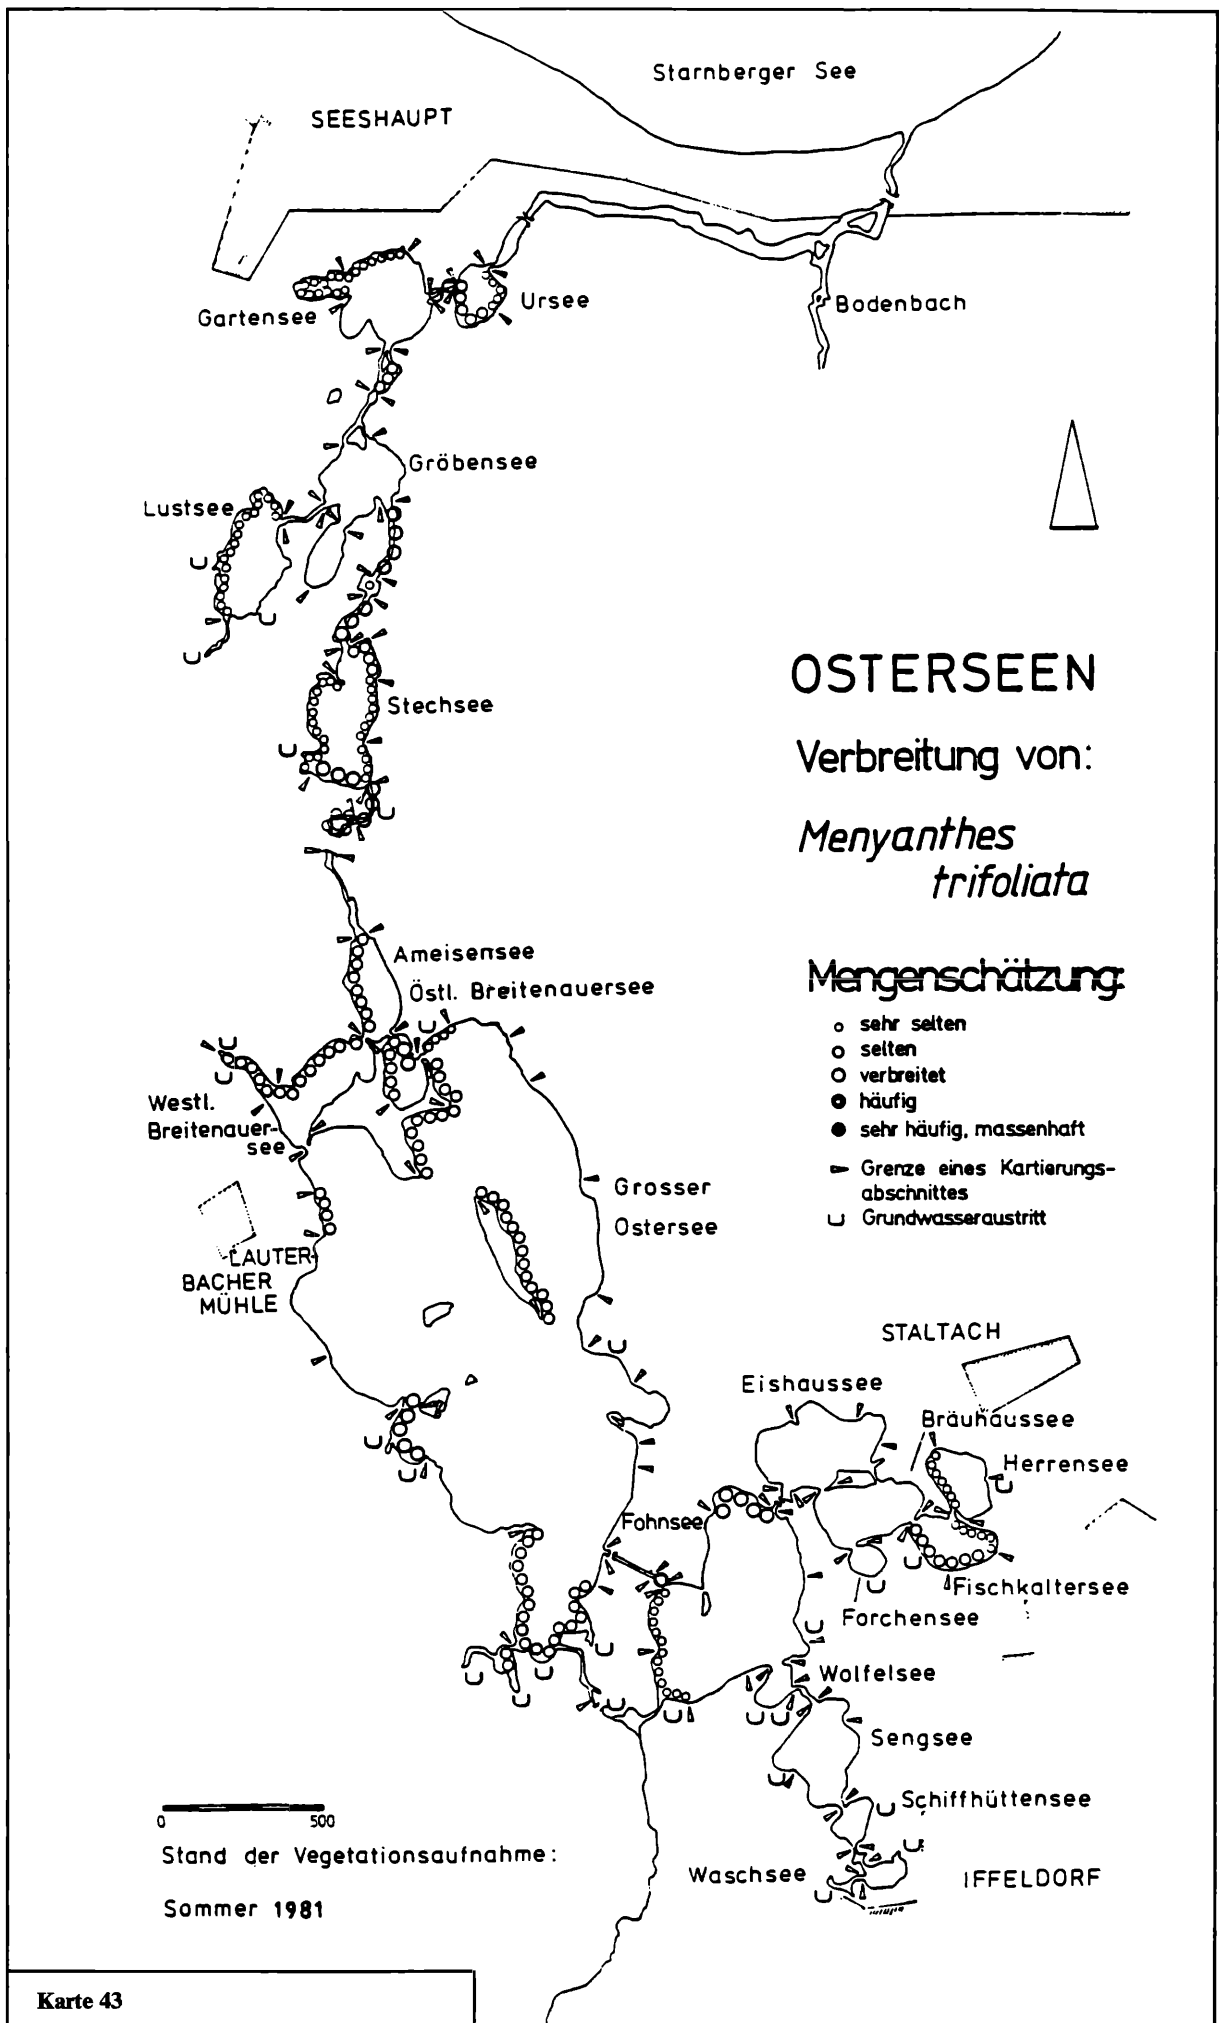 Starnberger See
SEESHAUPT
Gartensee
Ursee
Bodenbach
Gröbensee
Lustsee
Stechsee
OSTERSEEN
Verbreitung von:
Menyanthes
trifoliata
Mengenschätzung:
sehr selten
selten
verbreitet
häufig
sehr häufig, massenhaft
Grenze eines Kartierungs-
abschnittes
Grundwasseraustritt
Ameisensee
Östl. Breitenauersee
Westl.
Breitenauer-
see
Grosser
Ostersee
LAUTER-
BACHER
MÜHLE
STALTACH
Eishaussee
Bräuhaussee
Herrensee
Fohnsee
Fischkaltersee
Forchensee
Wolfelsee
Sengsee
Schiffhüttensee
Waschsee
IFFELDORF
0 500
Stand der Vegetationsaufnahme:
Sommer 1981
Karte 43